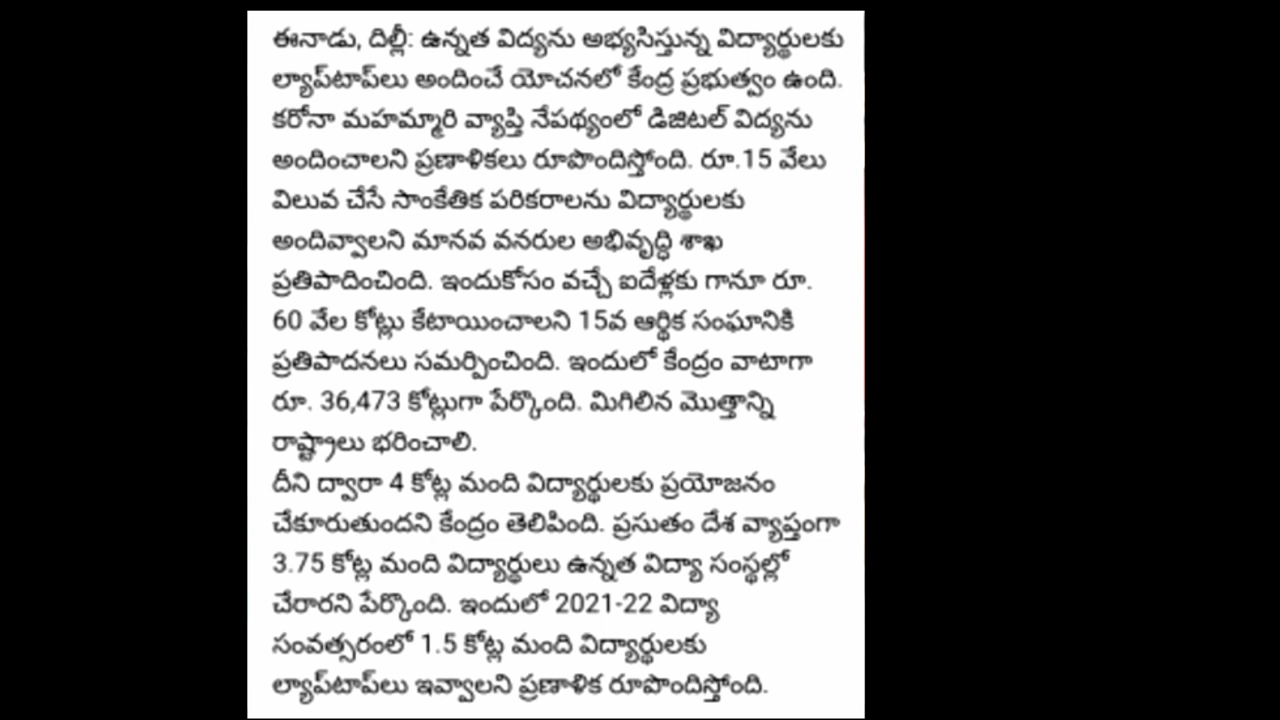 ఈనాడు, దిల్లీ: ఉన్నత విద్యను అభ్యసిస్తున్న విద్యార్థులకు
ల్యాప్‌టాప్‌లు అందించే యోచనలో కేంద్ర ప్రభుత్వం ఉంది.
కరోనా మహమ్మారి వ్యాప్తి నేపథ్యంలో డిజిటల్ విద్యను
అందించాలని ప్రణాళికలు రూపొందిస్తోంది. రూ.15 వేలు
విలువ చేసే సాంకేతిక పరికరాలను విద్యార్థులకు
అందివ్వాలని మానవ వనరుల అభివృద్ధి శాఖ
ప్రతిపాదించింది. ఇందుకోసం వచ్చే ఐదేళ్లకు గానూ రూ.
60 వేల కోట్లు కేటాయించాలని 15వ ఆర్థిక సంఘానికి
ప్రతిపాదనలు సమర్పించింది. ఇందులో కేంద్రం వాటాగా
రూ. 36,473 కోట్లుగా పేర్కొంది. మిగిలిన మొత్తాన్ని
రాష్ట్రాలు భరించాలి.
దీని ద్వారా 4 కోట్ల మంది విద్యార్థులకు ప్రయోజనం
చేకూరుతుందని కేంద్రం తెలిపింది. ప్రసుతం దేశ వ్యాప్తంగా
3.75 కోట్ల మంది విద్యార్థులు ఉన్నత విద్యా సంస్థల్లో
చేరారని పేర్కొంది. ఇందులో 2021-22 విద్యా
సంవత్సరంలో 1.5 కోట్ల మంది విద్యార్థులకు
ల్యాప్‌టాప్‌లు ఇవ్వాలని ప్రణాళిక రూపొందిస్తోంది.